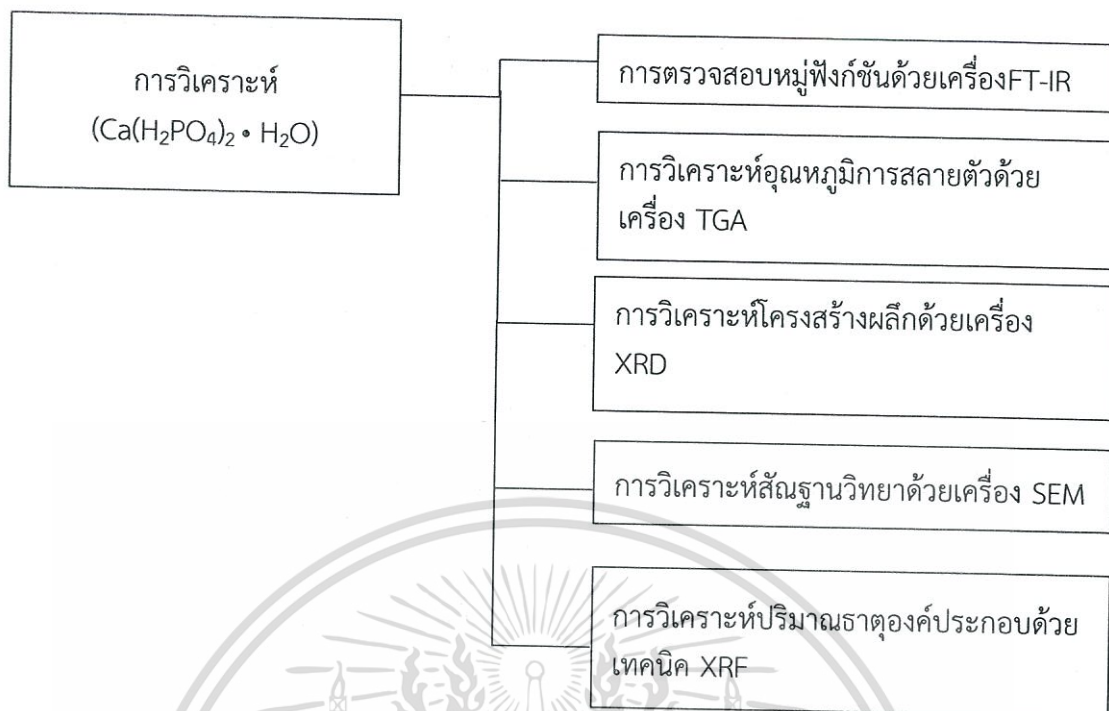 การวิเคราะห์
(Ca(H₂PO₄)₂ • H₂O)
การตรวจสอบหมู่ฟังก์ชันด้วยเครื่องFT-IR
การวิเคราะห์อุณหภูมิการสลายตัวด้วย
เครื่อง TGA
การวิเคราะห์โครงสร้างผลึกด้วยเครื่อง
XRD
การวิเคราะห์สัณฐานวิทยาด้วยเครื่อง SEM
การวิเคราะห์ปริมาณธาตุองค์ประกอบด้วย
เทคนิค XRF